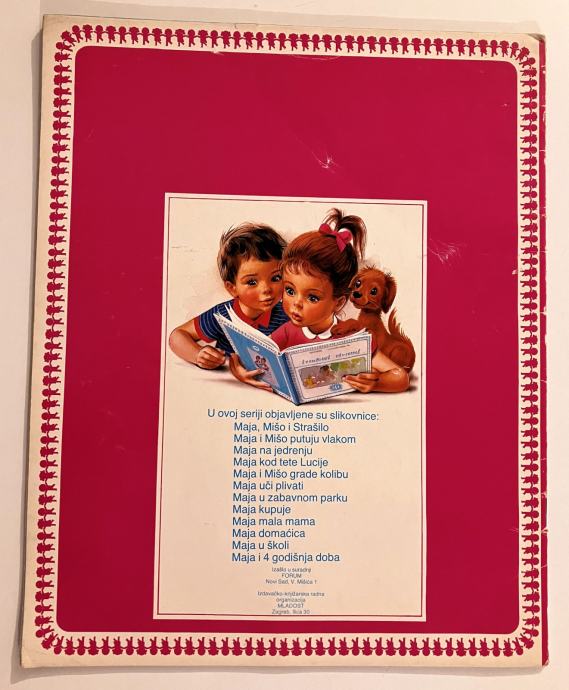 U ovoj seriji objavljene su slikovnice:
Maja, Mišo i Strašilo
Maja i Mišo putuju vlakom
Maja na jedrenju
Maja kod tete Lucije
Maja i Mišo grade kolibu
Maja uči plivati
Maja u zabavnom parku
Maja kupuje
Maja mala mama
Maja domaćica
Maja u školi
Maja i 4 godišnja doba
Izašlo u suradnji
FORUM
Novi Sad, V. Mišića 1
Izdavačko-knjižarska radna
organizacija
MLADOST
Zagreb, Ilica 30